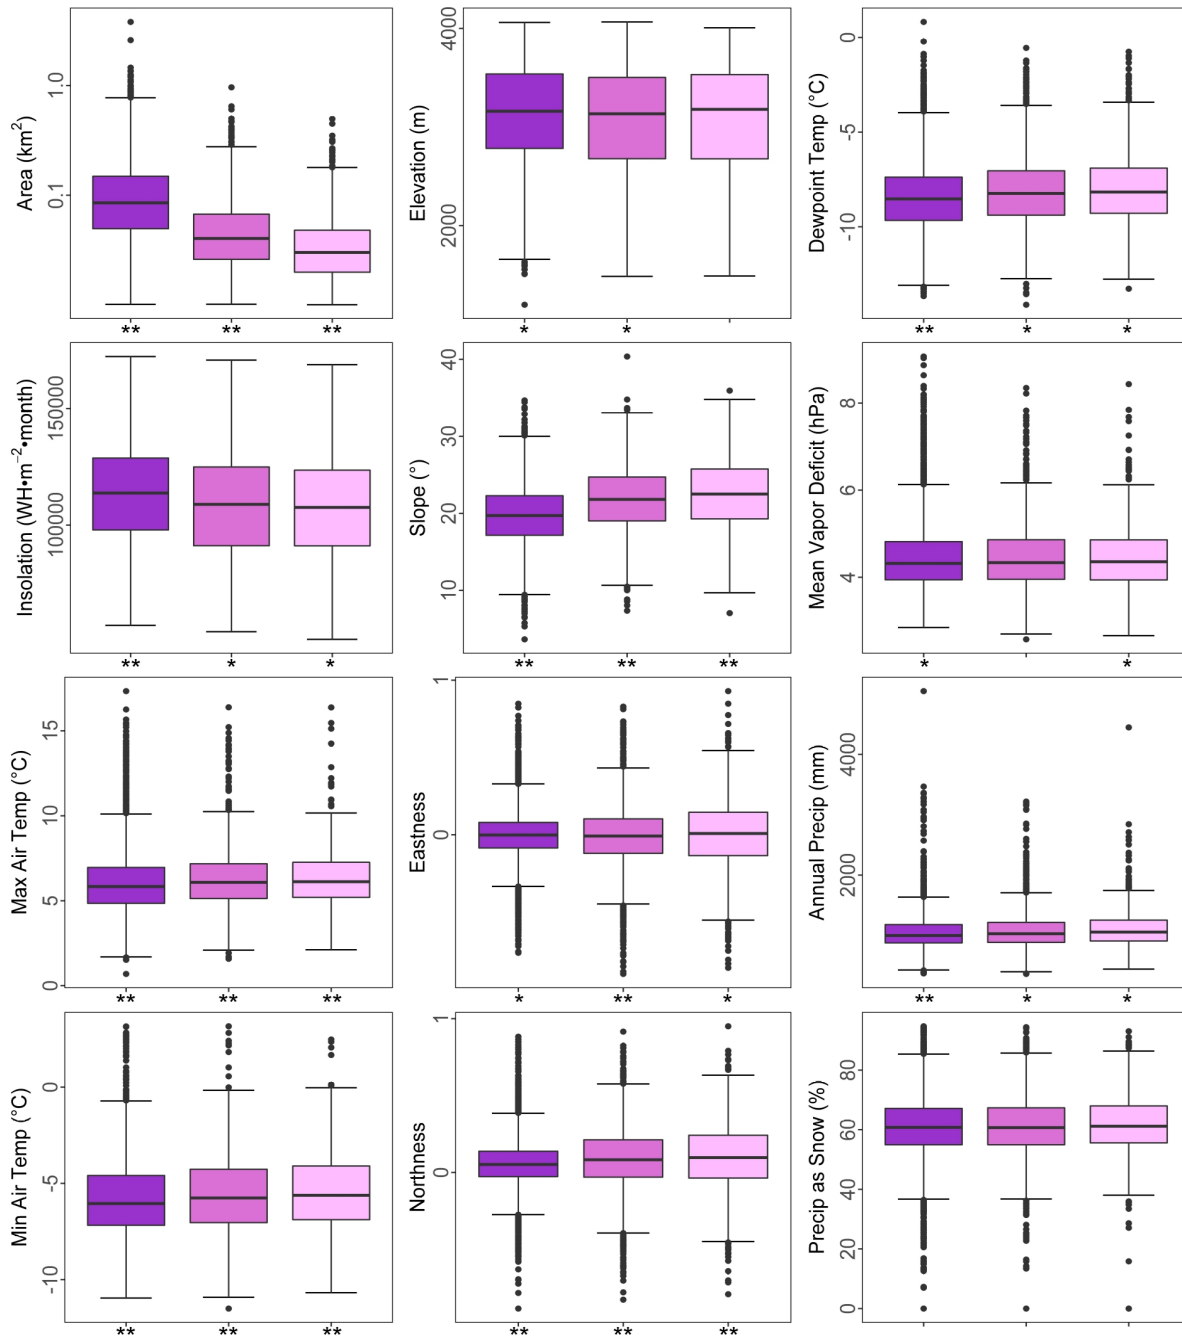 Area (km²)
1.0
0.1
** ** **
Elevation (m)
4000
2000
* * .
Dewpoint Temp (°C)
0
-5
-10
** * *
Insolation (WH•m⁻²•month)
150000
100000
** * *
Slope (°)
40
30
20
10
** ** **
Mean Vapor Deficit (hPa)
8
6
4
* *
Max Air Temp (°C)
15
10
5
0
** ** **
Eastness
1
0
* ** *
Annual Precip (mm)
4000
2000
** * *
Min Air Temp (°C)
0
-5
-10
** ** **
Northness
1
0
** ** **
Precip as Snow (%)
80
60
40
20
0